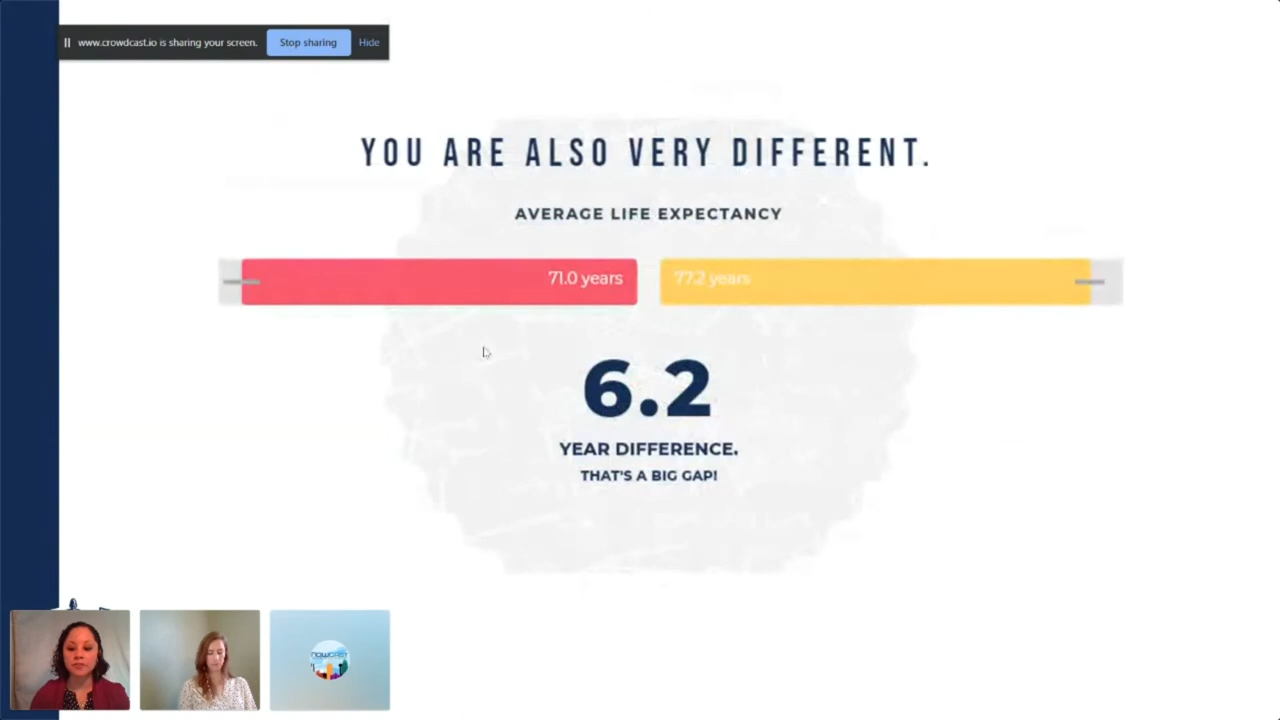 www.crowdcast.io is sharing your screen. Stop sharing Hide
YOU ARE ALSO VERY DIFFERENT.
AVERAGE LIFE EXPECTANCY
71.0 years 77.2 years
6.2
YEAR DIFFERENCE.
THAT'S A BIG GAP!